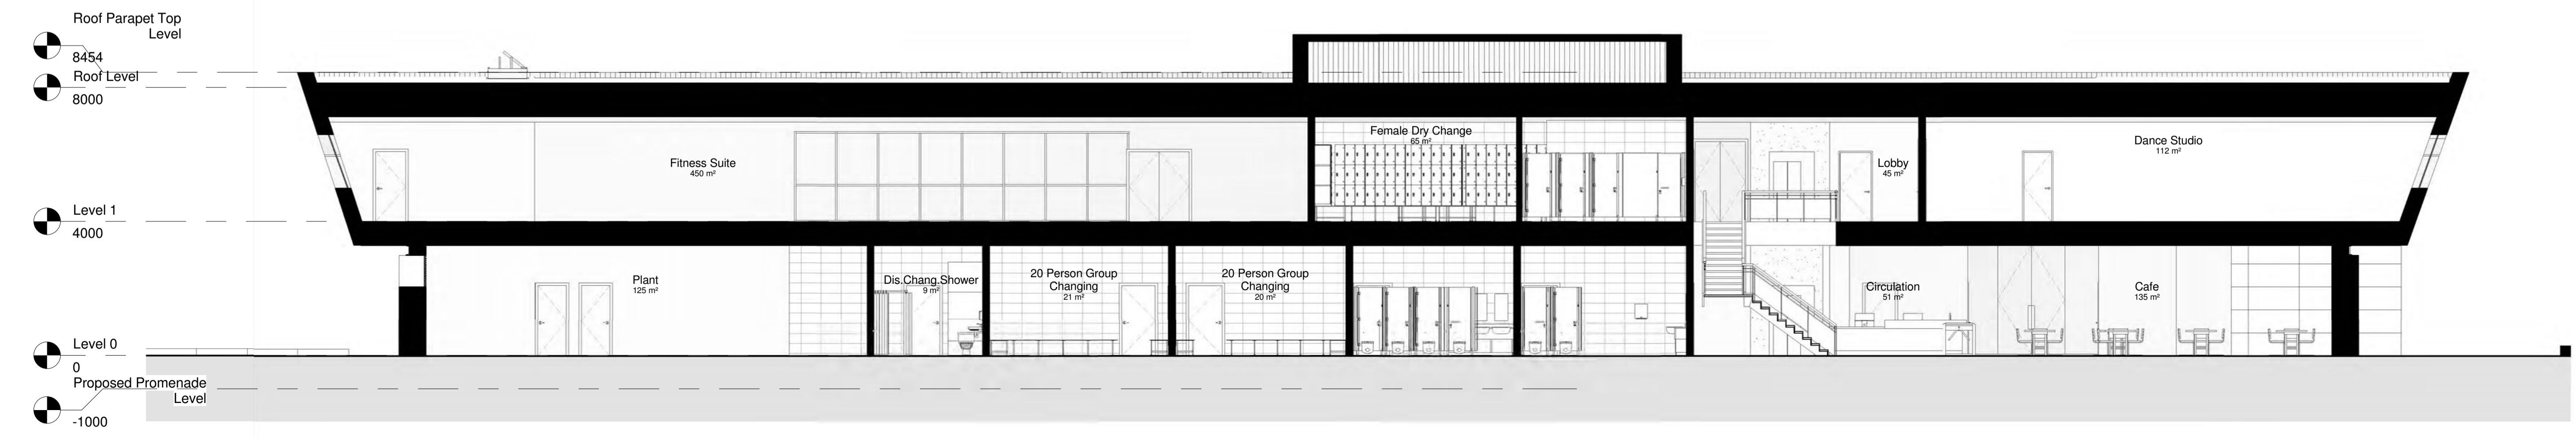 Roof Parapet Top
Level
8454
Roof Level
8000
Level 1
4000
Level 0
0
Proposed Promenade
Level
-1000
Fitness Suite
450 m²
Female Dry Change
65 m²
Lobby
45 m²
Dance Studio
112 m²
Plant
125 m²
Dis.Chang.Shower
9 m²
20 Person Group
Changing
21 m²
20 Person Group
Changing
20 m²
Circulation
51 m²
Cafe
135 m²